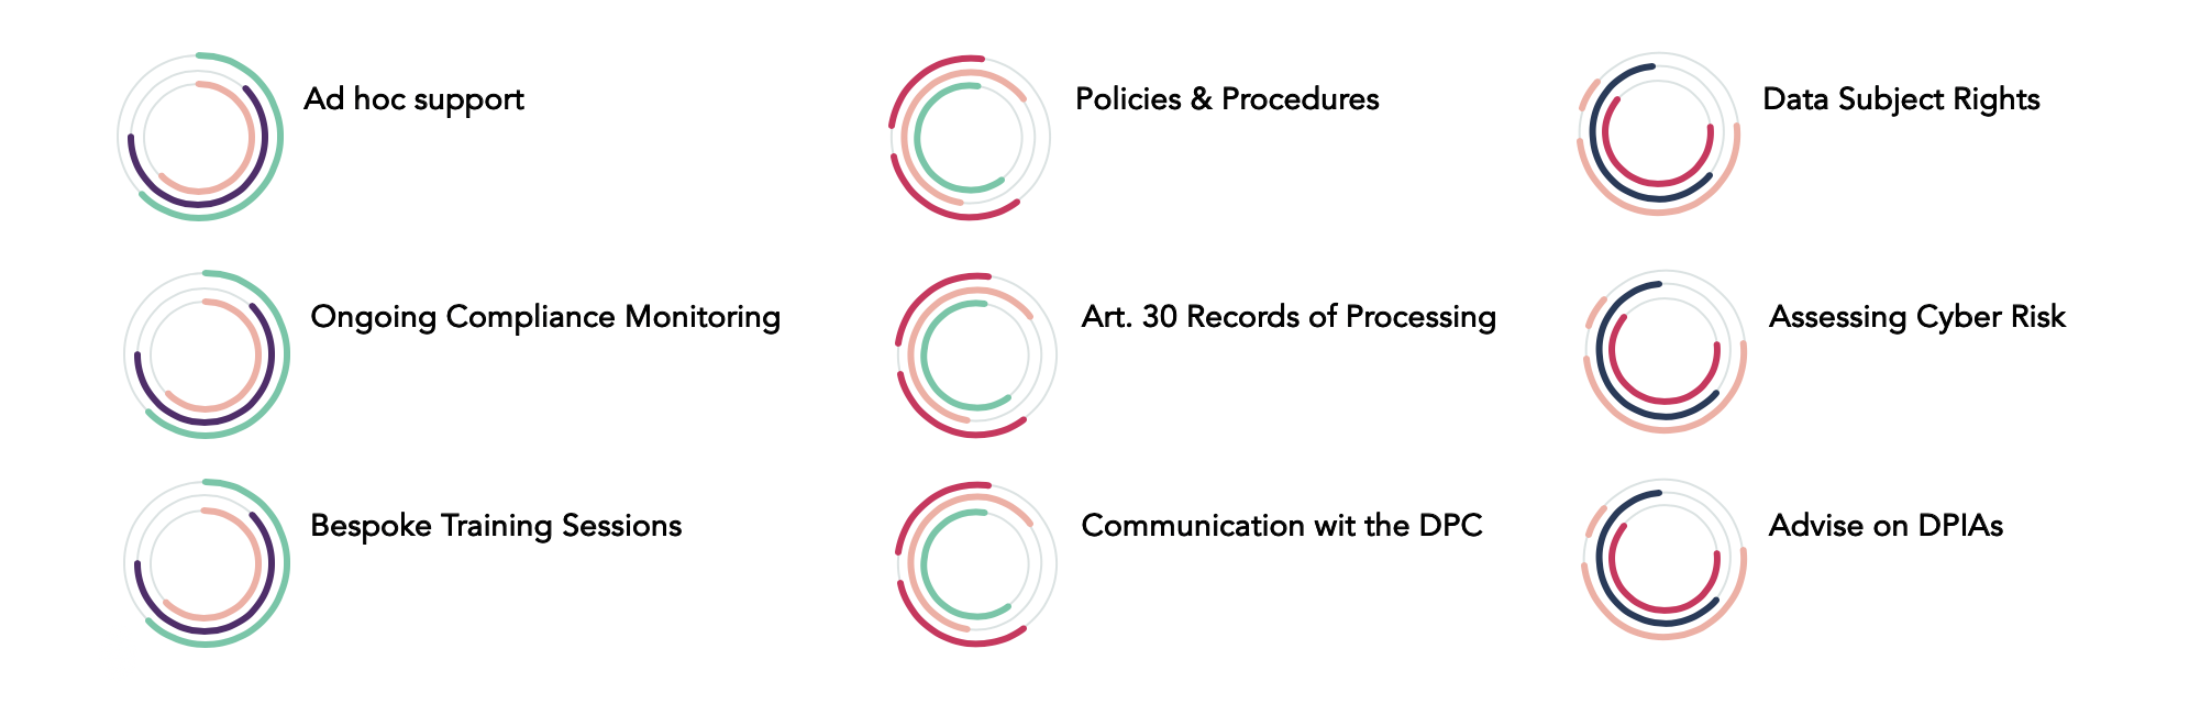 Ad hoc support
Policies & Procedures
Data Subject Rights
Ongoing Compliance Monitoring
Art. 30 Records of Processing
Assessing Cyber Risk
Bespoke Training Sessions
Communication wit the DPC
Advise on DPIAs